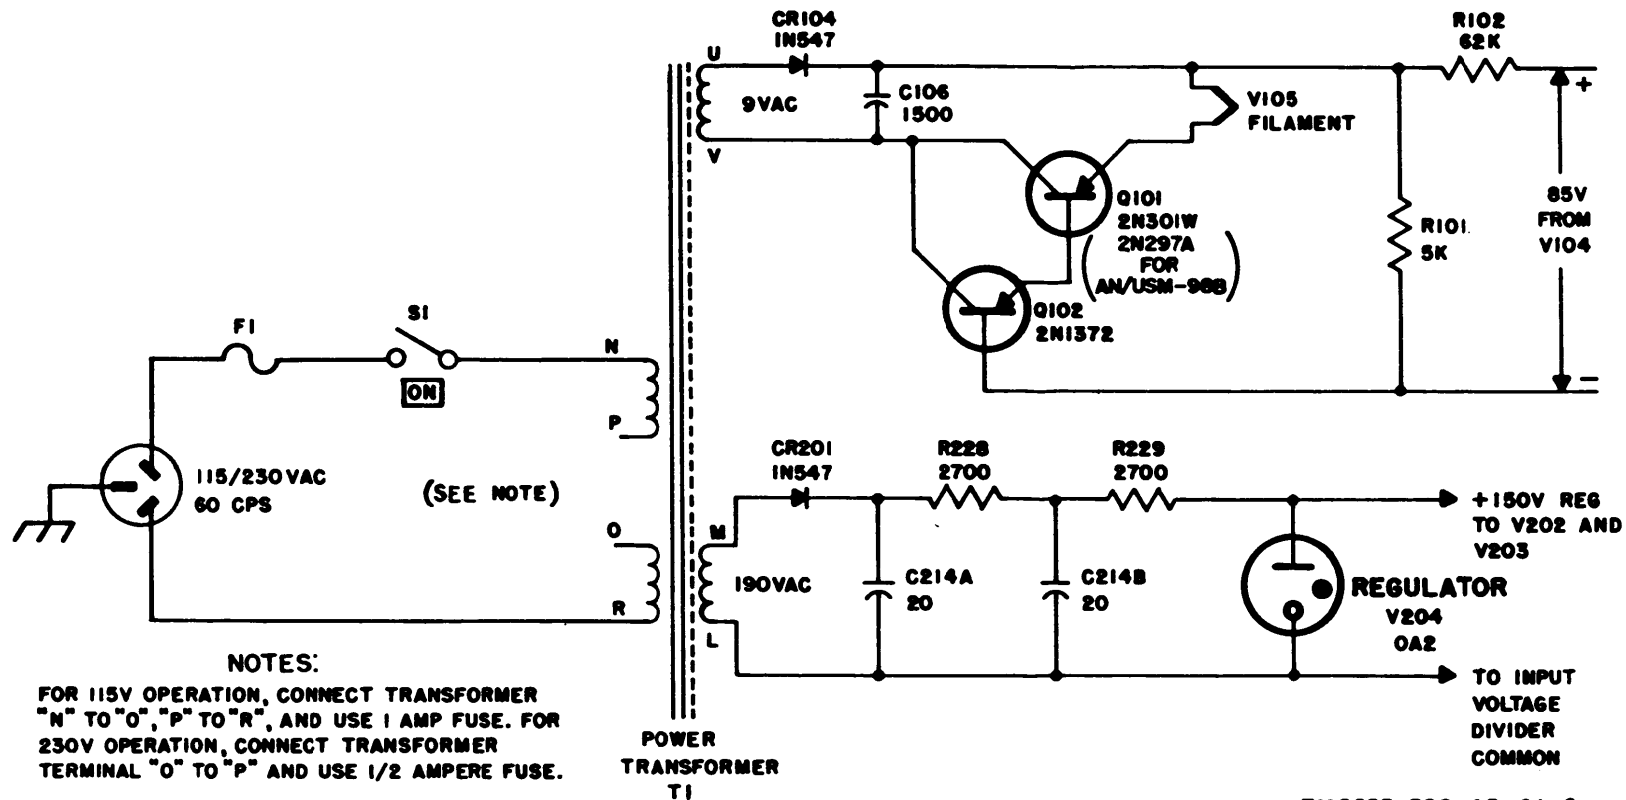 CR104
1N547
R102
62K
U
9VAC
C106
1500
V105
FILAMENT
+
V
Q101
2N301W
2N297A
FOR
AN/USM-98B
85V
FROM
V104
R101
5K
Q102
2N1372
F1
S1
ON
N
P
−
115/230VAC
60 CPS
(SEE NOTE)
O
R
CR201
1N547
R228
2700
R229
2700
M
190VAC
L
C214A
20
C214B
20
+150V REG
TO V202 AND
V203
REGULATOR
V204
OA2
TO INPUT
VOLTAGE
DIVIDER
COMMON
NOTES:
FOR 115V OPERATION, CONNECT TRANSFORMER
"N" TO "O", "P" TO "R", AND USE 1 AMP FUSE. FOR
230V OPERATION, CONNECT TRANSFORMER
TERMINAL "O" TO "P" AND USE 1/2 AMPERE FUSE.
POWER
TRANSFORMER
T1